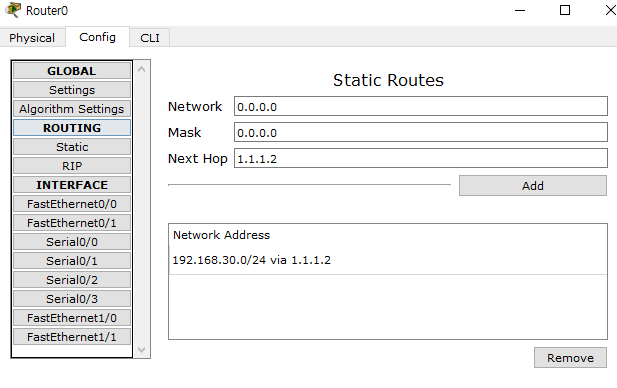 Router0
Physical Config CLI
GLOBAL
Settings
Algorithm Settings
ROUTING
Static
RIP
INTERFACE
FastEthernet0/0
FastEthernet0/1
Serial0/0
Serial0/1
Serial0/2
Serial0/3
FastEthernet1/0
FastEthernet1/1
Static Routes
Network 0.0.0.0
Mask 0.0.0.0
Next Hop 1.1.1.2
Add
Network Address
192.168.30.0/24 via 1.1.1.2
Remove